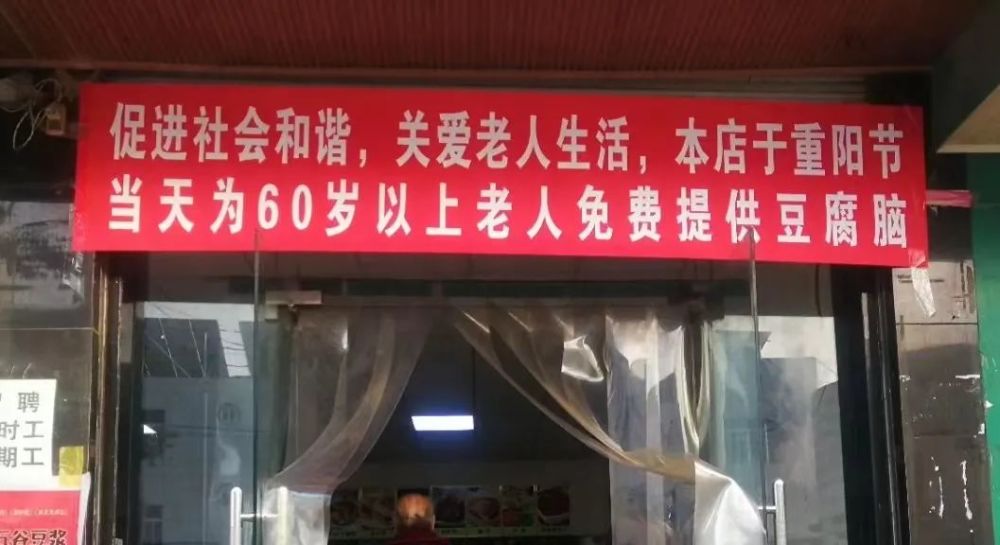 促进社会和谐，关爱老人生活，本店于重阳节
当天为60岁以上老人免费提供豆腐脑
聘
时工
期工
谷豆浆